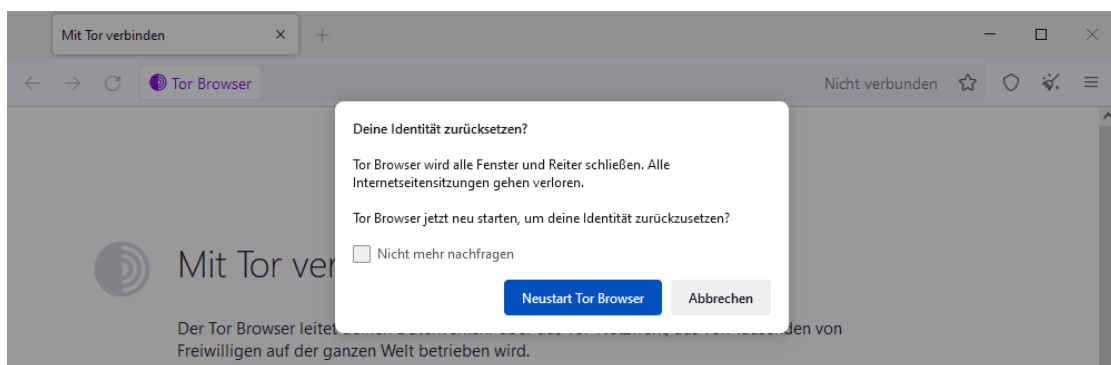 Mit Tor verbinden
Tor Browser
Nicht verbunden
Deine Identität zurücksetzen?
Tor Browser wird alle Fenster und Reiter schließen. Alle
Internetseitensitzungen gehen verloren.
Tor Browser jetzt neu starten, um deine Identität zurückzusetzen?
Nicht mehr nachfragen
Neustart Tor Browser
Abbrechen
Mit Tor ver
Der Tor Browser leitet den von
Freiwilligen auf der ganzen Welt betrieben wird.